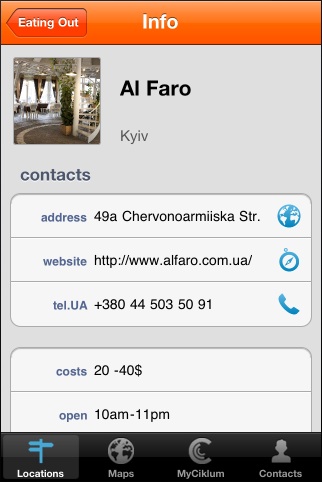 Eating Out
Info
Al Faro
Kyiv
contacts
address 49a Chervonoarmiiska Str.
website http://www.alfaro.com.ua/
tel.UA +380 44 503 50 91
costs 20 -40$
open 10am-11pm
Locations Maps MyCiklum Contacts